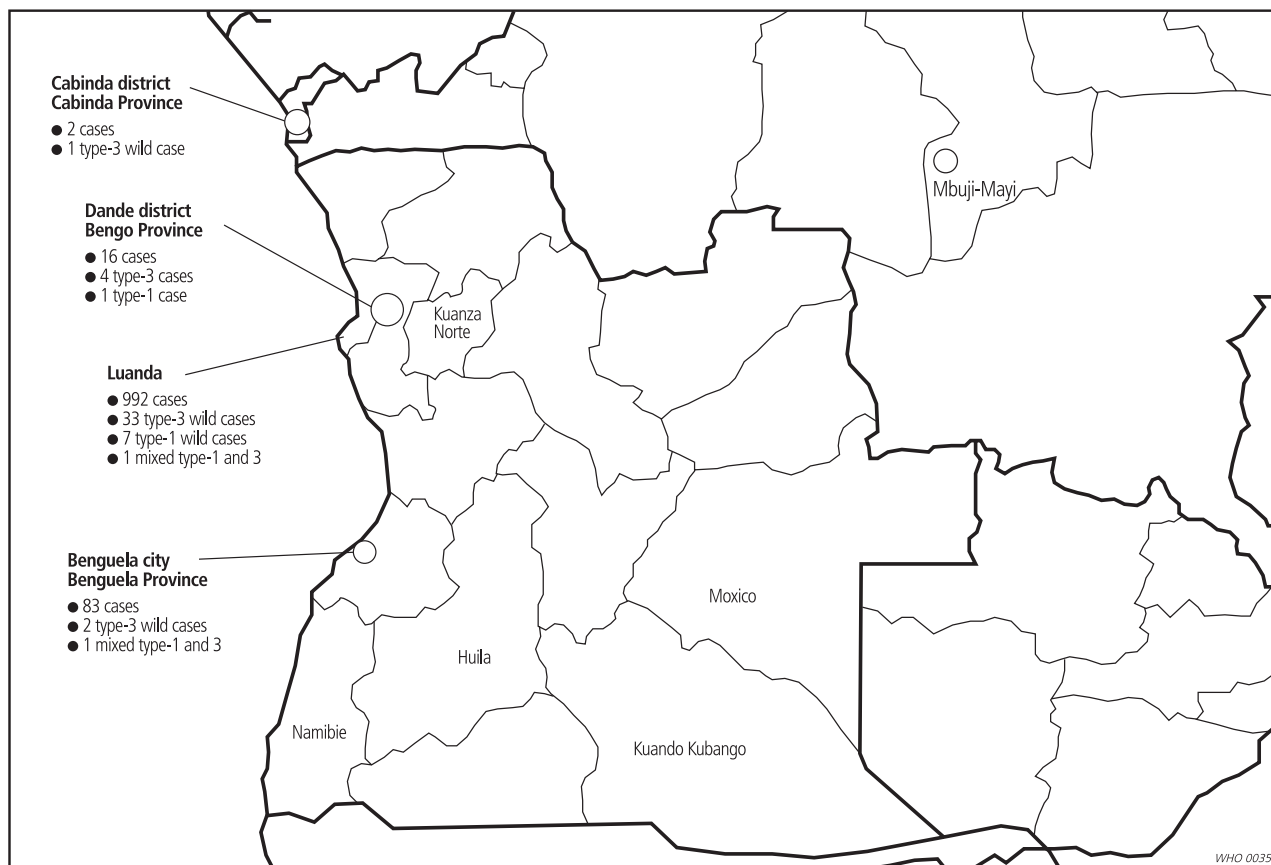 Cabinda district
Cabinda Province
● 2 cases
● 1 type-3 wild case
Mbuji-Mayi
Dande district
Bengo Province
● 16 cases
● 4 type-3 cases
● 1 type-1 case
Kuanza
Norte
Luanda
● 992 cases
● 33 type-3 wild cases
● 7 type-1 wild cases
● 1 mixed type-1 and 3
Benguela city
Benguela Province
● 83 cases
● 2 type-3 wild cases
● 1 mixed type-1 and 3
Moxico
Huila
Namibie
Kuando Kubango
WHO 0035